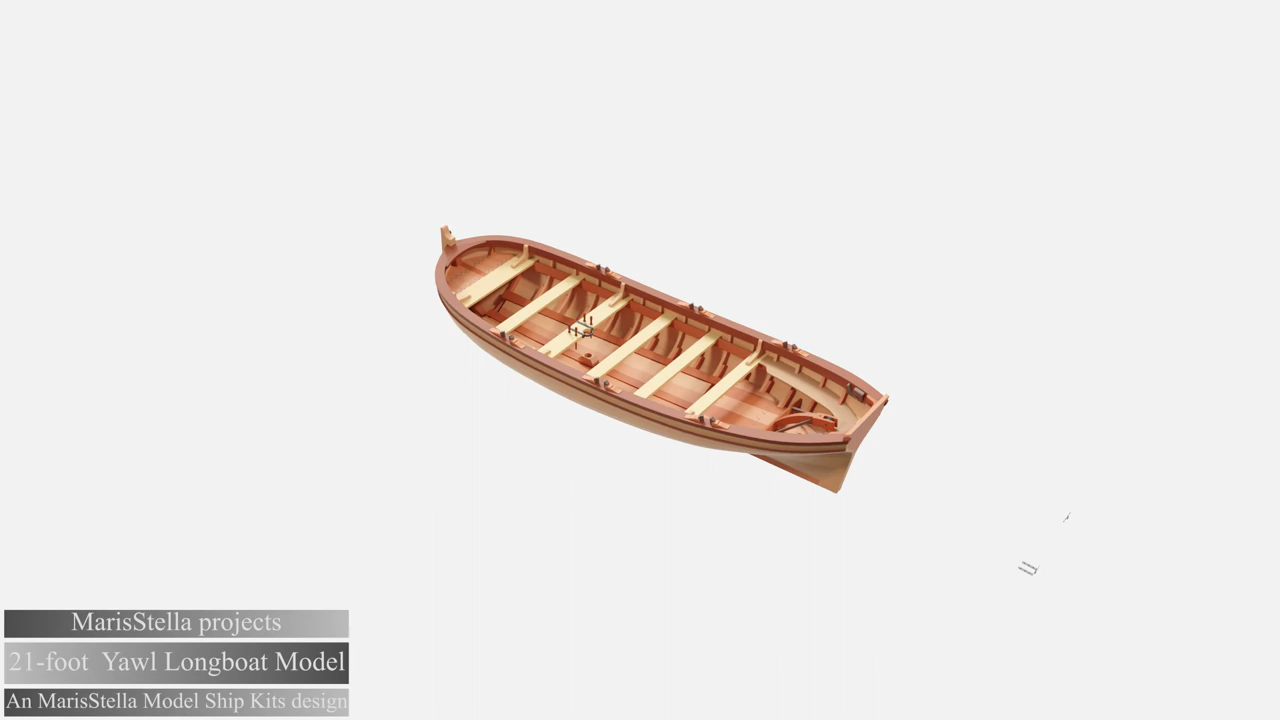 MarisStella projects
21-foot Yawl Longboat Model
An MarisStella Model Ship Kits design